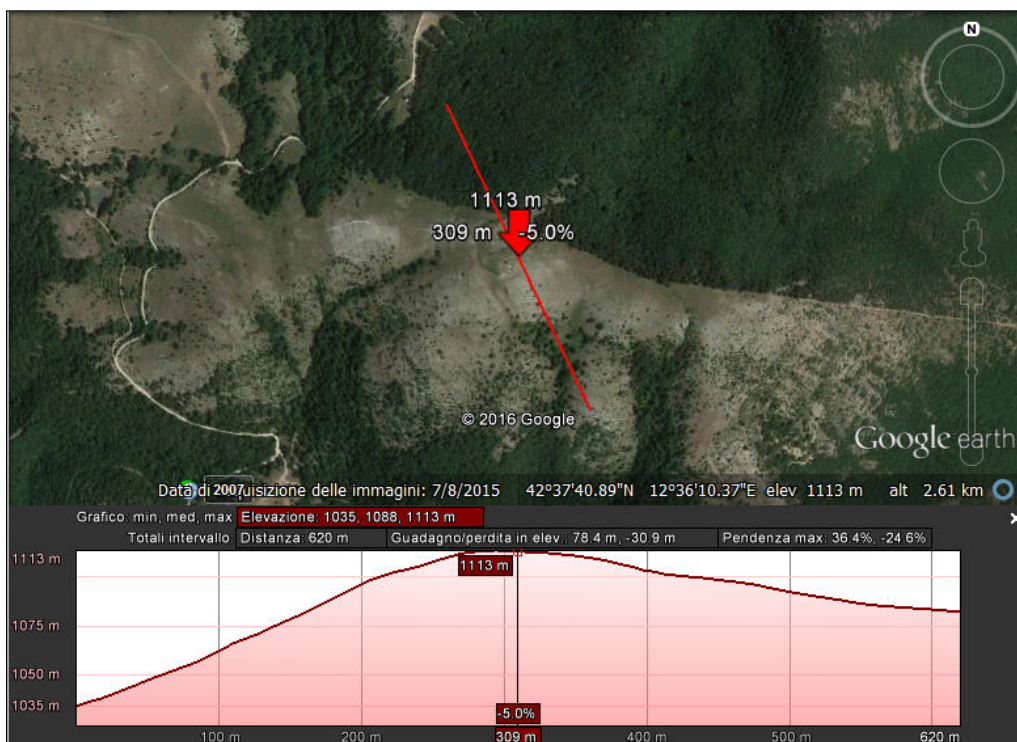 N
1113 m
309 m -5.0%
© 2016 Google
Google earth
2007
Data di acquisizione delle immagini: 7/8/2015 42°37'40.89"N 12°36'10.37"E elev 1113 m alt 2.61 km
Grafico: min, med, max Elevazione: 1035, 1088, 1113 m
Totali intervallo: Distanza: 620 m Guadagno/perdita in elev.: 78.4 m, -30.9 m Pendenza max: 36.4%, -24.6%
1113 m
1113 m
1075 m
1050 m
1035 m
-5.0%
100 m 200 m 309 m 400 m 500 m 620 m